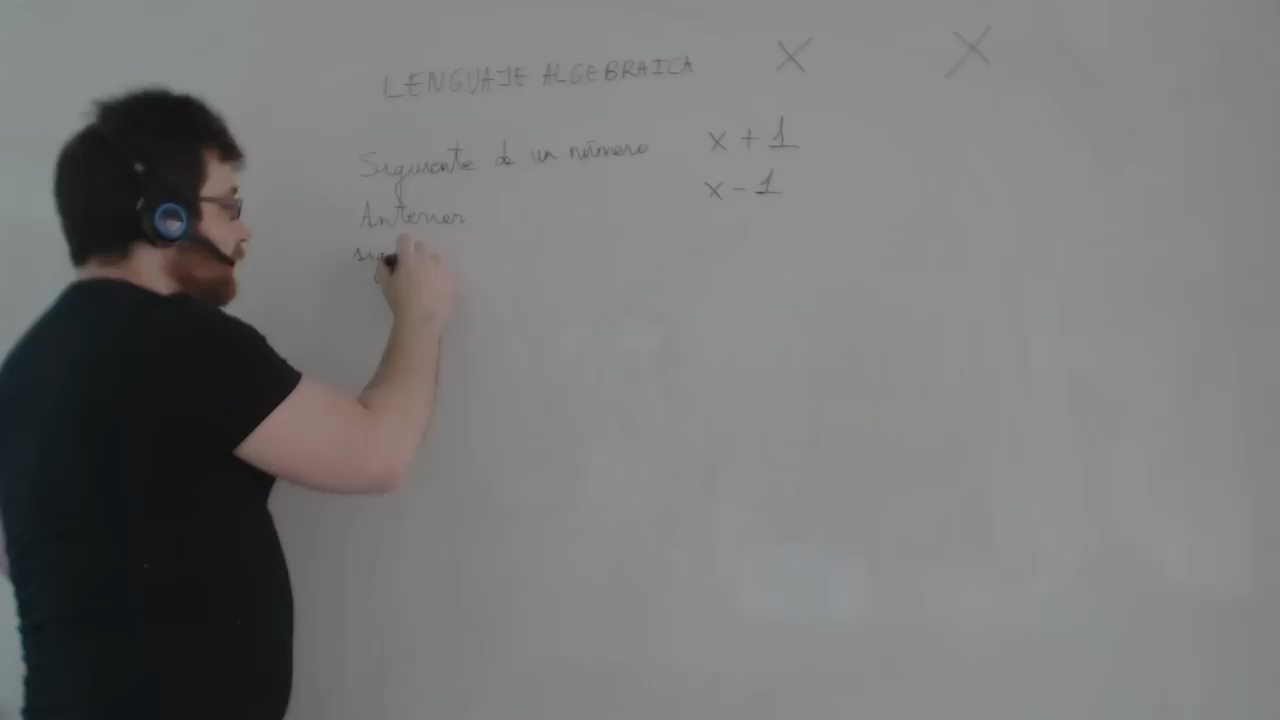 LENGUAJE ALGEBRAICA X X
Siguiente de un número x + 1
Anterior x - 1